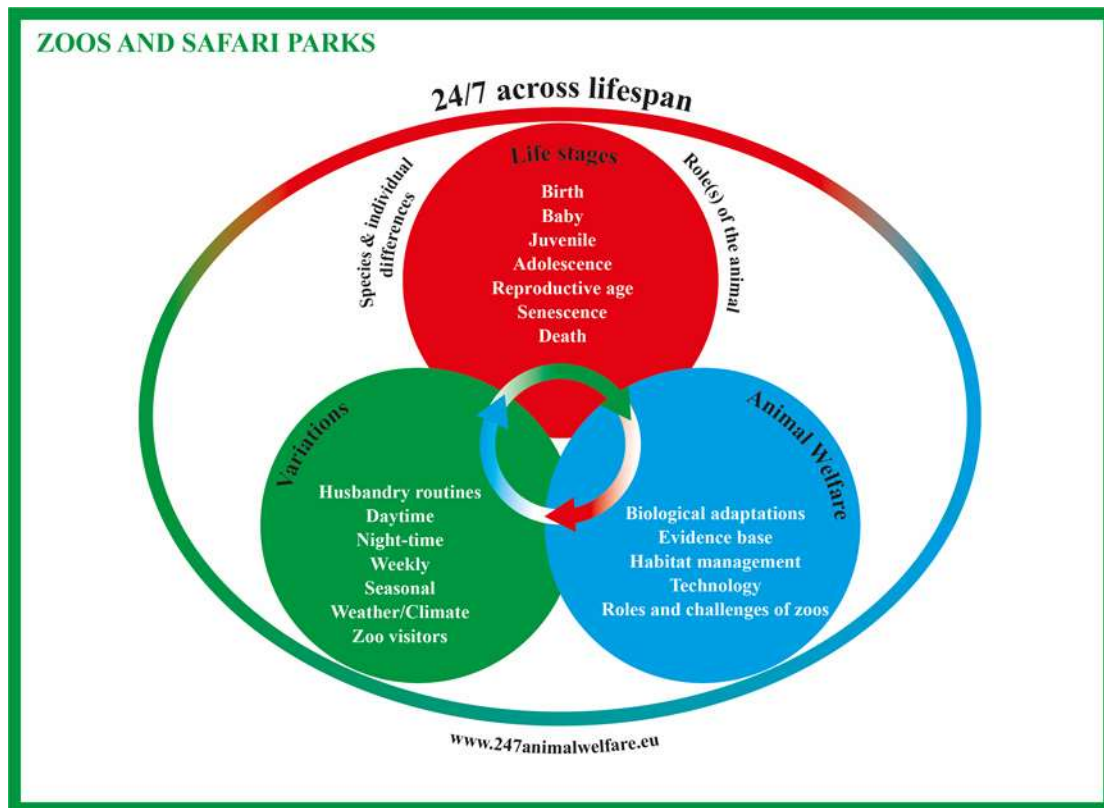 ZOOS AND SAFARI PARKS
24/7 across lifespan
Species & individual
differences
Role(s) of the animal
Life stages
Birth
Baby
Juvenile
Adolescence
Reproductive age
Senescence
Death
Variations
Husbandry routines
Daytime
Night-time
Weekly
Seasonal
Weather/Climate
Zoo visitors
Animal Welfare
Biological adaptations
Evidence base
Habitat management
Technology
Roles and challenges of zoos
www.247animalwelfare.eu